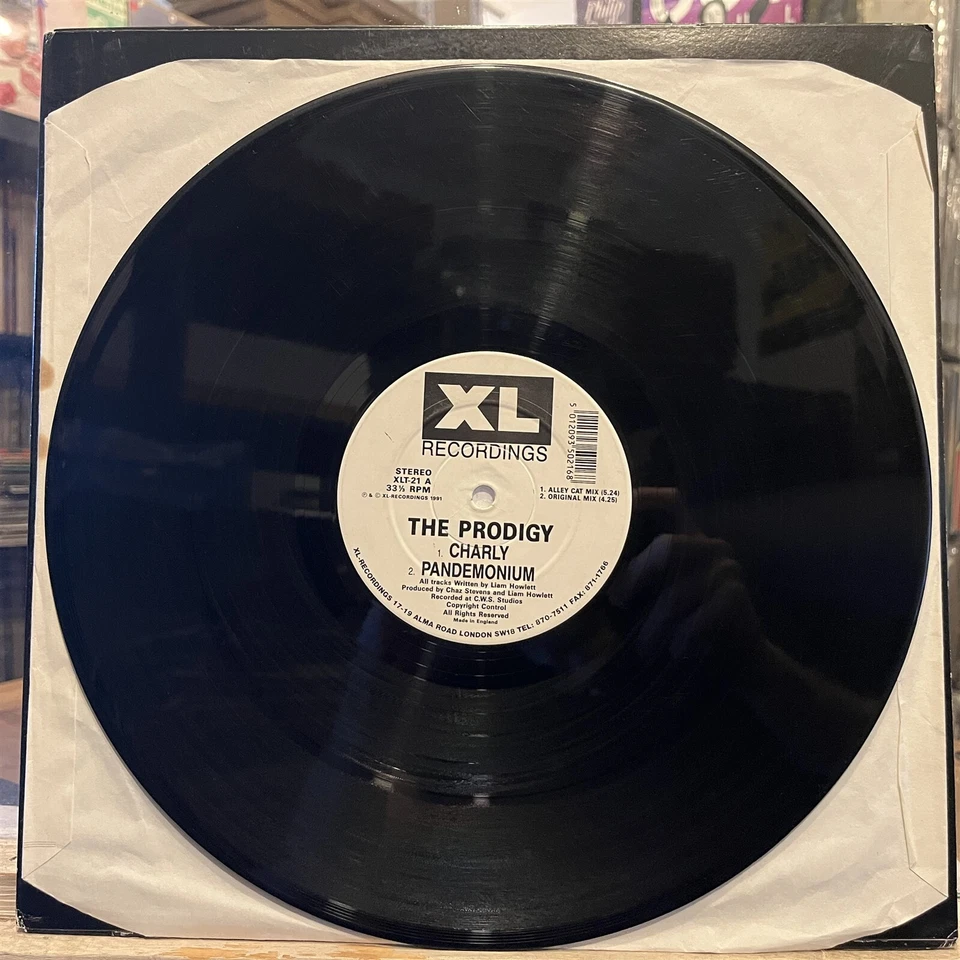 XL
RECORDINGS
5 012093 502168
STEREO
XLT-21 A
33⅓ RPM
℗ & © XL-RECORDINGS 1991
1. ALLEY CAT MIX (5.24)
2. ORIGINAL MIX (4.25)
THE PRODIGY
1. CHARLY
2. PANDEMONIUM
All tracks Written by Liam Howlett
Produced by Chaz Stevens and Liam Howlett
Recorded at C.W.S. Studios
Copyright Control
All Rights Reserved
Made in England
XL-RECORDINGS 17-19 ALMA ROAD LONDON SW18 TEL: 870-7511 FAX: 871-1766